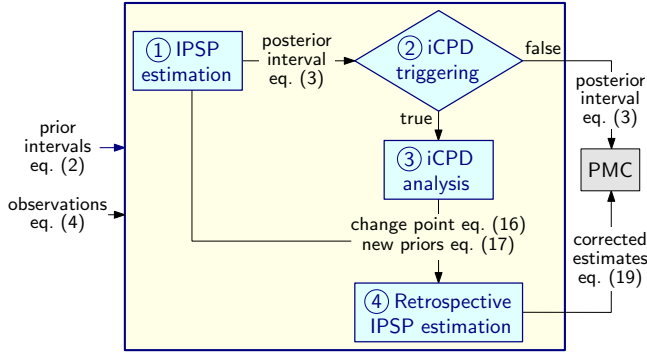 ① IPSP
estimation
posterior
interval
eq. (3)
② iCPD
triggering
false
posterior
interval
eq. (3)
true
prior
intervals
eq. (2)
③ iCPD
analysis
PMC
observations
eq. (4)
change point eq. (16)
new priors eq. (17)
corrected
estimates
eq. (19)
④ Retrospective
IPSP estimation